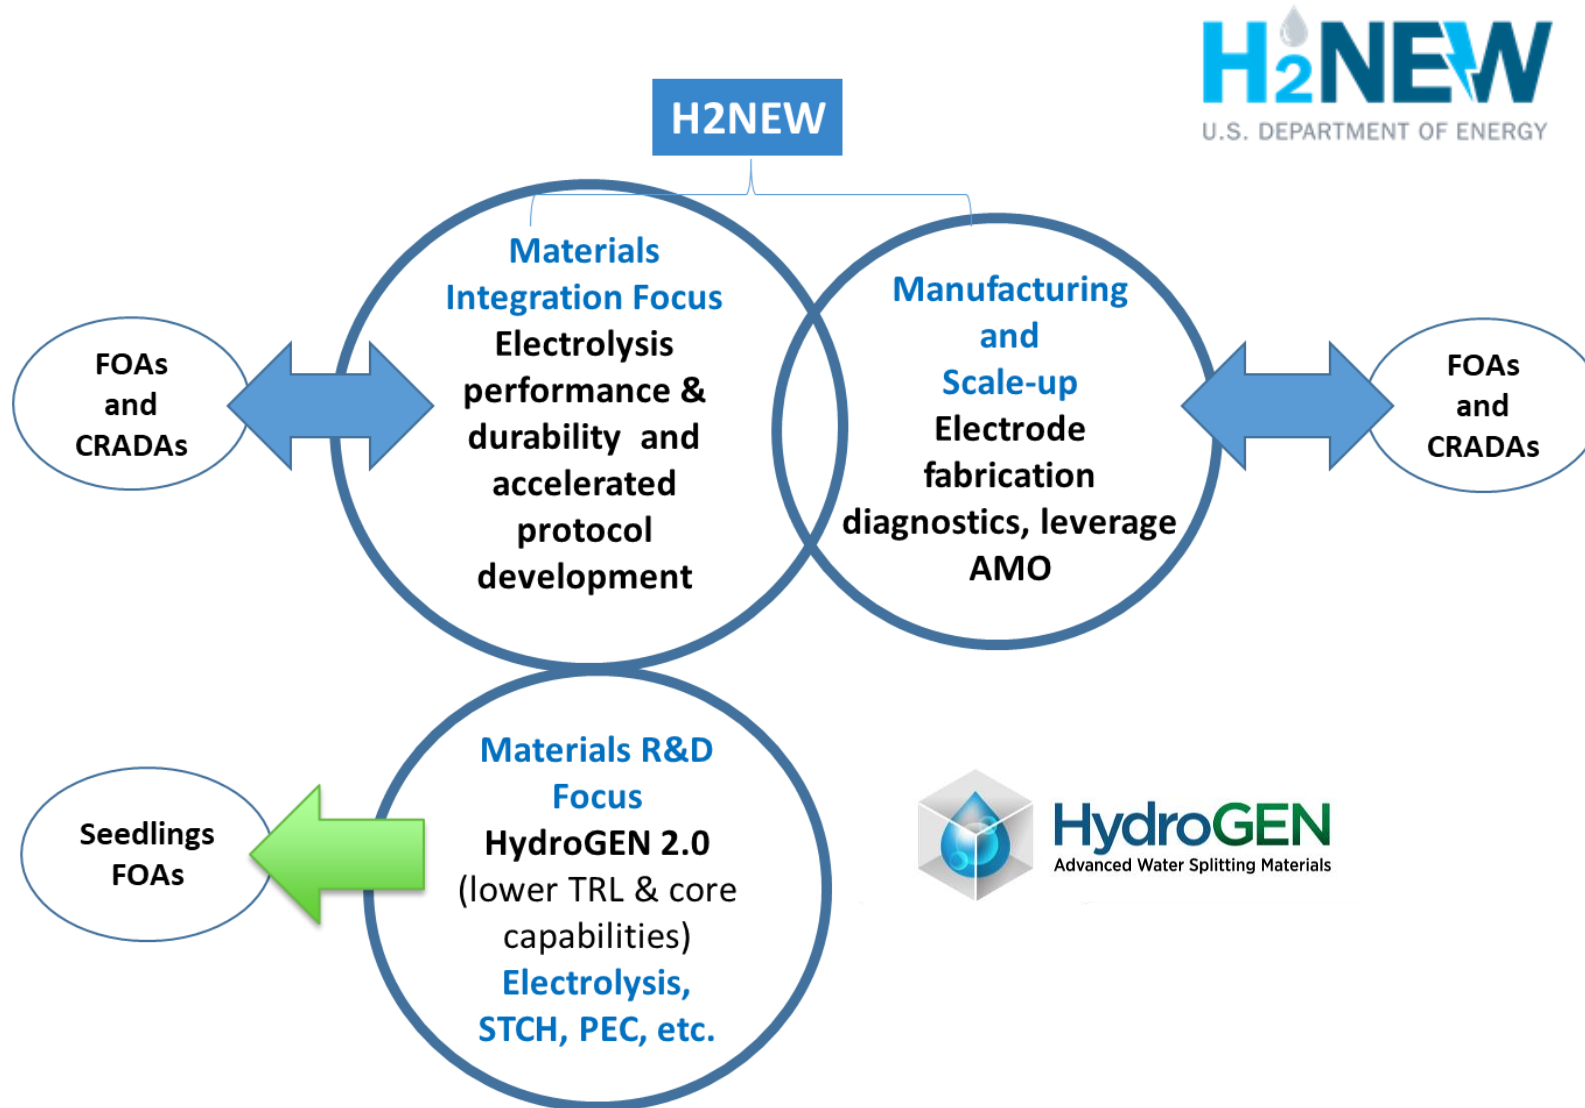 H2NEW
U.S. DEPARTMENT OF ENERGY
H2NEW
Materials
Integration Focus
Electrolysis
performance &
durability and
accelerated
protocol
development
Manufacturing
and
Scale-up
Electrode
fabrication
diagnostics, leverage
AMO
FOAs
and
CRADAs
FOAs
and
CRADAs
Materials R&D
Focus
HydroGEN 2.0
(lower TRL & core
capabilities)
Electrolysis,
STCH, PEC, etc.
Seedlings
FOAs
HydroGEN
Advanced Water Splitting Materials